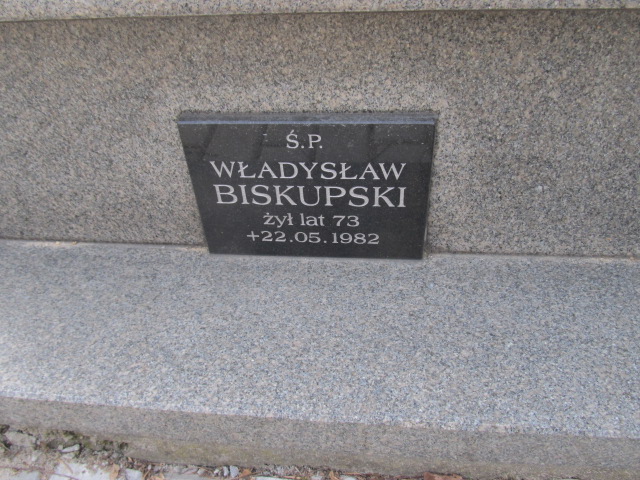 Ś.P.
WŁADYSŁAW
BISKUPSKI
żył lat 73
+22.05.1982